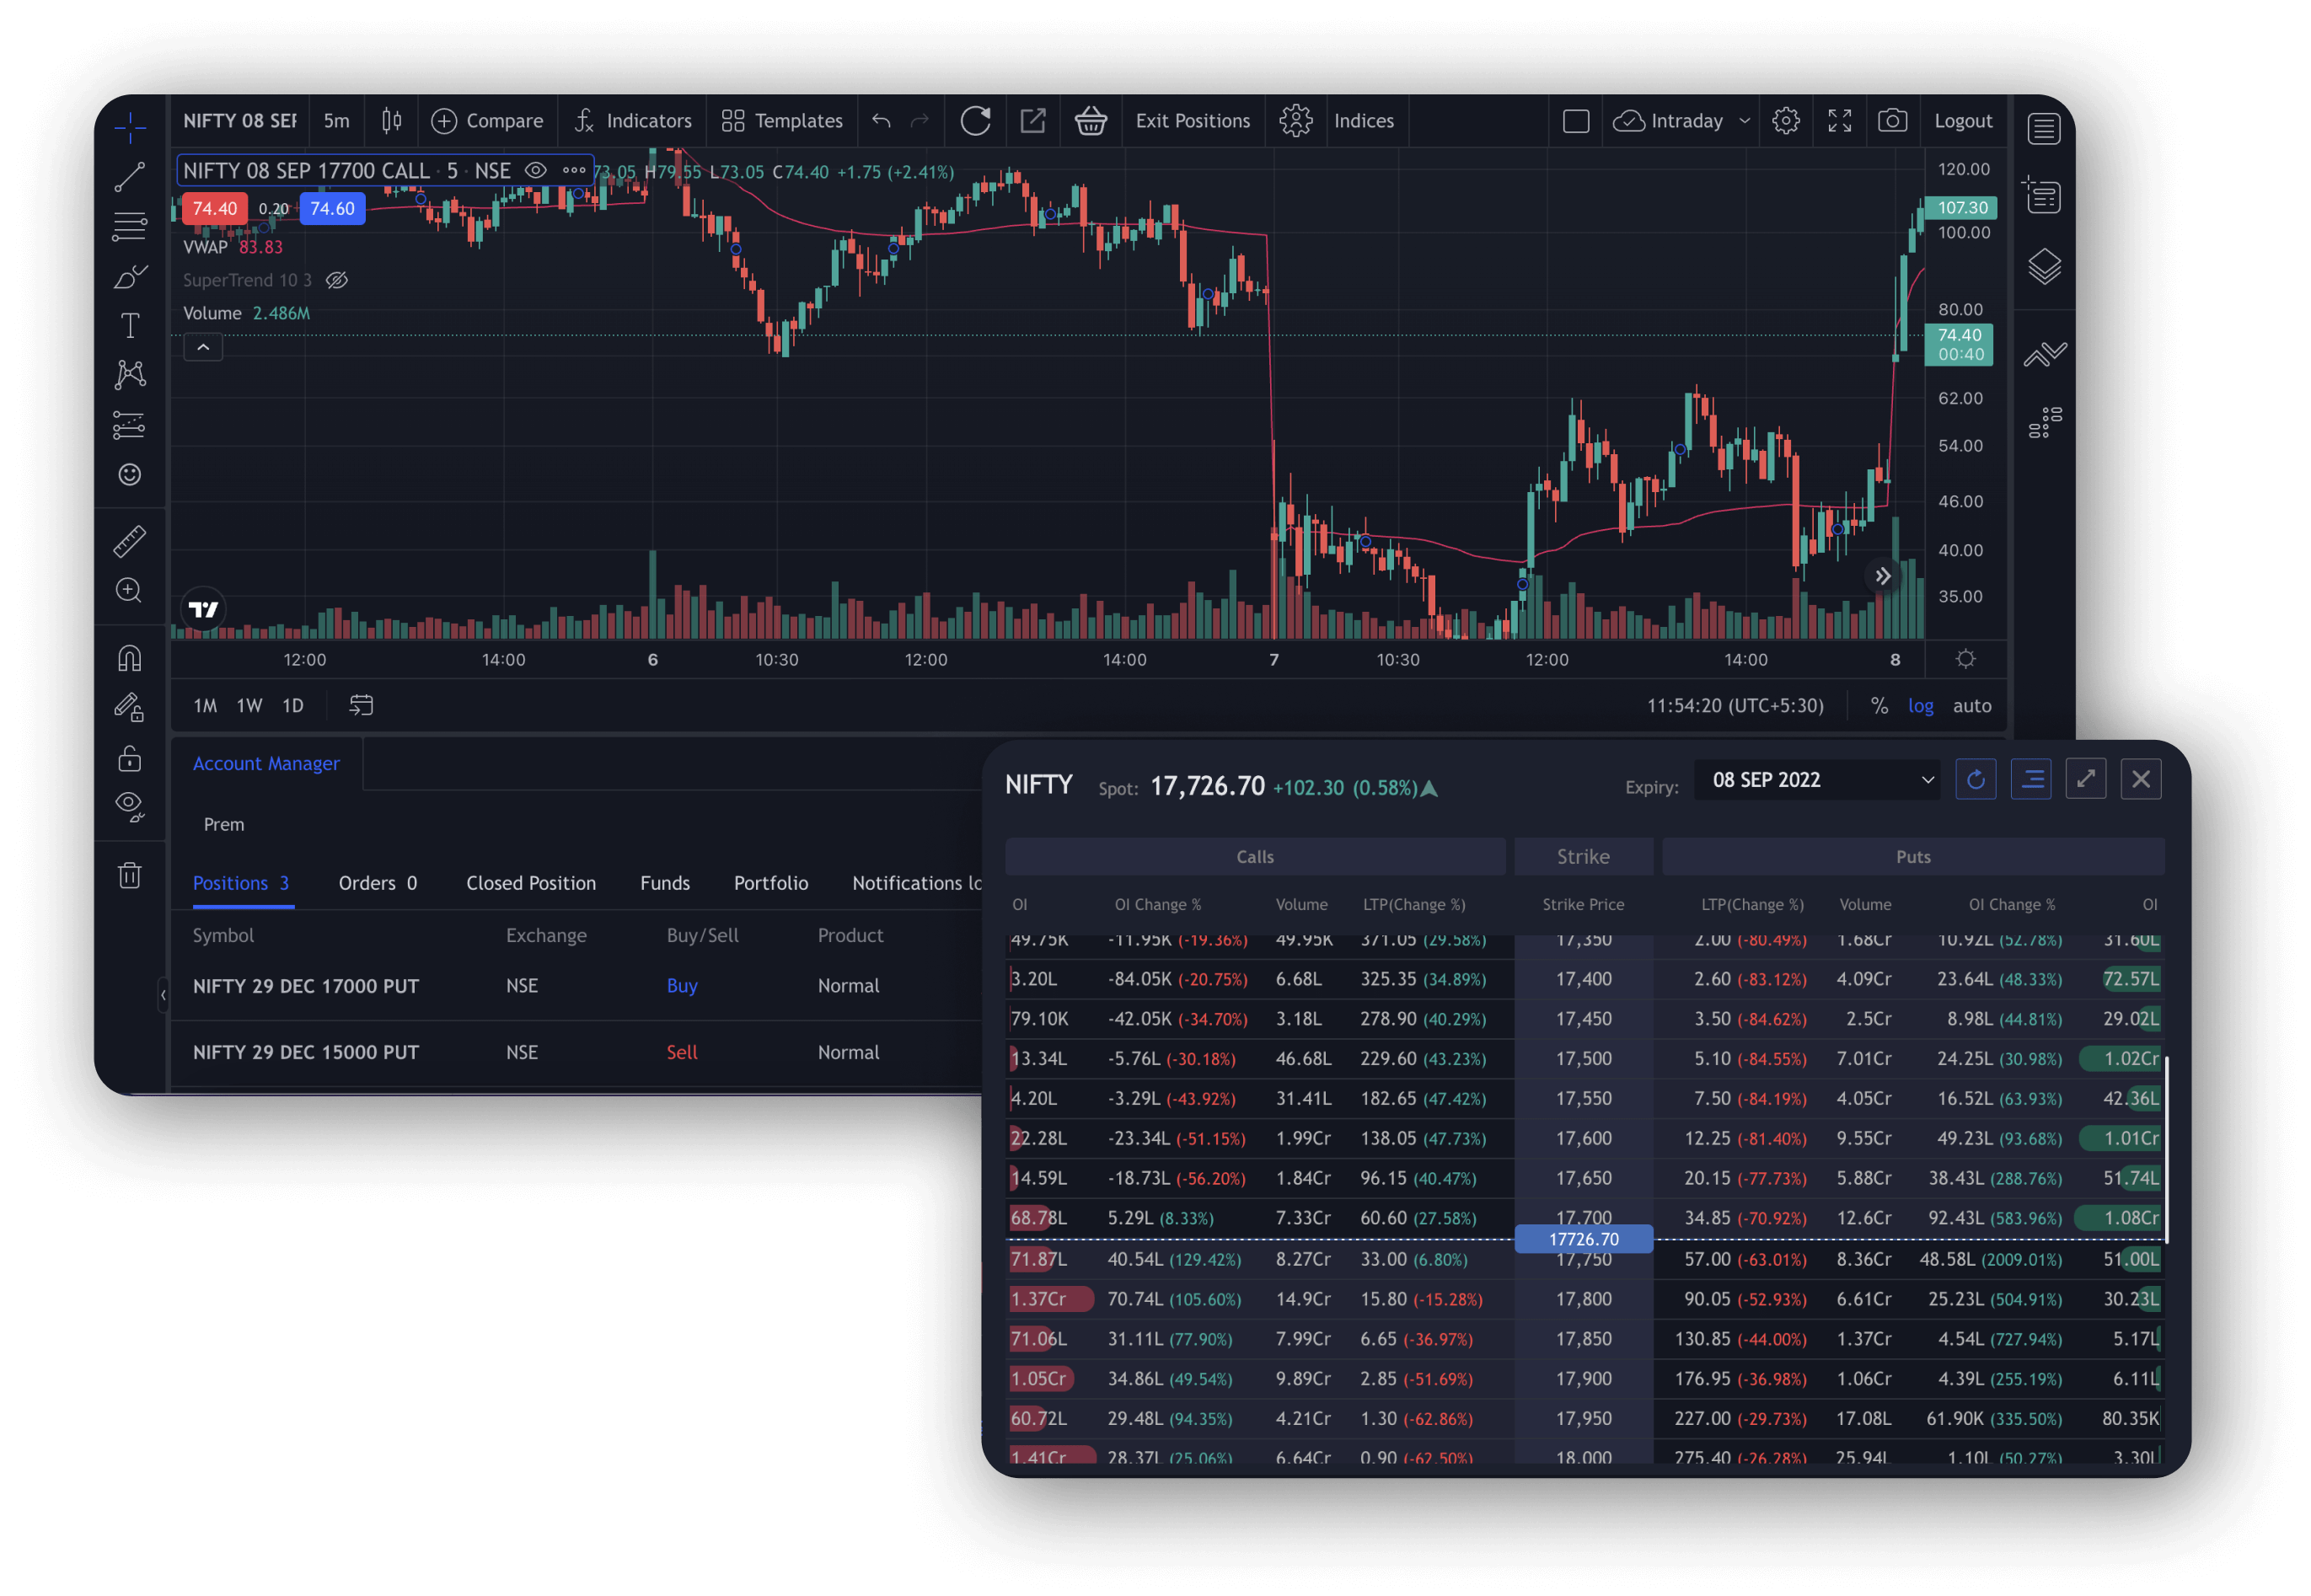 NIFTY 08 SEP 5m Compare Indicators Templates Exit Positions Indices Intraday Logout
NIFTY 08 SEP 17700 CALL · 5 · NSE ••• 73.05 H79.55 L73.05 C74.40 +1.75 (+2.41%)
74.40 0.20 74.60
VWAP 83.83
SuperTrend 10 3
Volume 2.486M
120.00
107.30
100.00
80.00
74.40
00:40
62.00
54.00
46.00
40.00
35.00
12:00 14:00 6 10:30 12:00 14:00 7 10:30 12:00 14:00 8
1M 1W 1D 11:54:20 (UTC+5:30) % log auto
Account Manager
Prem
Positions 3 Orders 0 Closed Position Funds Portfolio Notifications lo
Symbol Exchange Buy/Sell Product
NIFTY 29 DEC 17000 PUT NSE Buy Normal
NIFTY 29 DEC 15000 PUT NSE Sell Normal
NIFTY Spot: 17,726.70 +102.30 (0.58%) Expiry: 08 SEP 2022
Calls Strike Puts
OI OI Change % Volume LTP(Change %) Strike Price LTP(Change %) Volume OI Change % OI
49.75K -11.95K (-19.36%) 49.95K 371.05 (29.58%) 17,350 2.00 (-80.49%) 1.68Cr 10.92L (52.78%) 31.60L
3.20L -84.05K (-20.75%) 6.68L 325.35 (34.89%) 17,400 2.60 (-83.12%) 4.09Cr 23.64L (48.33%) 72.57L
79.10K -42.05K (-34.70%) 3.18L 278.90 (40.29%) 17,450 3.50 (-84.62%) 2.5Cr 8.98L (44.81%) 29.02L
13.34L -5.76L (-30.18%) 46.68L 229.60 (43.23%) 17,500 5.10 (-84.55%) 7.01Cr 24.25L (30.98%) 1.02Cr
4.20L -3.29L (-43.92%) 31.41L 182.65 (47.42%) 17,550 7.50 (-84.19%) 4.05Cr 16.52L (63.93%) 42.36L
22.28L -23.34L (-51.15%) 1.99Cr 138.05 (47.73%) 17,600 12.25 (-81.40%) 9.55Cr 49.23L (93.68%) 1.01Cr
14.59L -18.73L (-56.20%) 1.84Cr 96.15 (40.47%) 17,650 20.15 (-77.73%) 5.88Cr 38.43L (288.76%) 51.74L
68.78L 5.29L (8.33%) 7.33Cr 60.60 (27.58%) 17,700 34.85 (-70.92%) 12.6Cr 92.43L (583.96%) 1.08Cr
17726.70
71.87L 40.54L (129.42%) 8.27Cr 33.00 (6.80%) 17,750 57.00 (-63.01%) 8.36Cr 48.58L (2009.01%) 51.00L
1.37Cr 70.74L (105.60%) 14.9Cr 15.80 (-15.28%) 17,800 90.05 (-52.93%) 6.61Cr 25.23L (504.91%) 30.23L
71.06L 31.11L (77.90%) 7.99Cr 6.65 (-36.97%) 17,850 130.85 (-44.00%) 1.37Cr 4.54L (727.94%) 5.17L
1.05Cr 34.86L (49.54%) 9.89Cr 2.85 (-51.69%) 17,900 176.95 (-36.98%) 1.06Cr 4.39L (255.19%) 6.11L
60.72L 29.48L (94.35%) 4.21Cr 1.30 (-62.86%) 17,950 227.00 (-29.73%) 17.08L 61.90K (335.50%) 80.35K
1.41Cr 28.37L (25.06%) 6.64Cr 0.90 (-62.50%) 18,000 275.40 (-26.28%) 25.94L 1.10L (50.27%) 3.30L